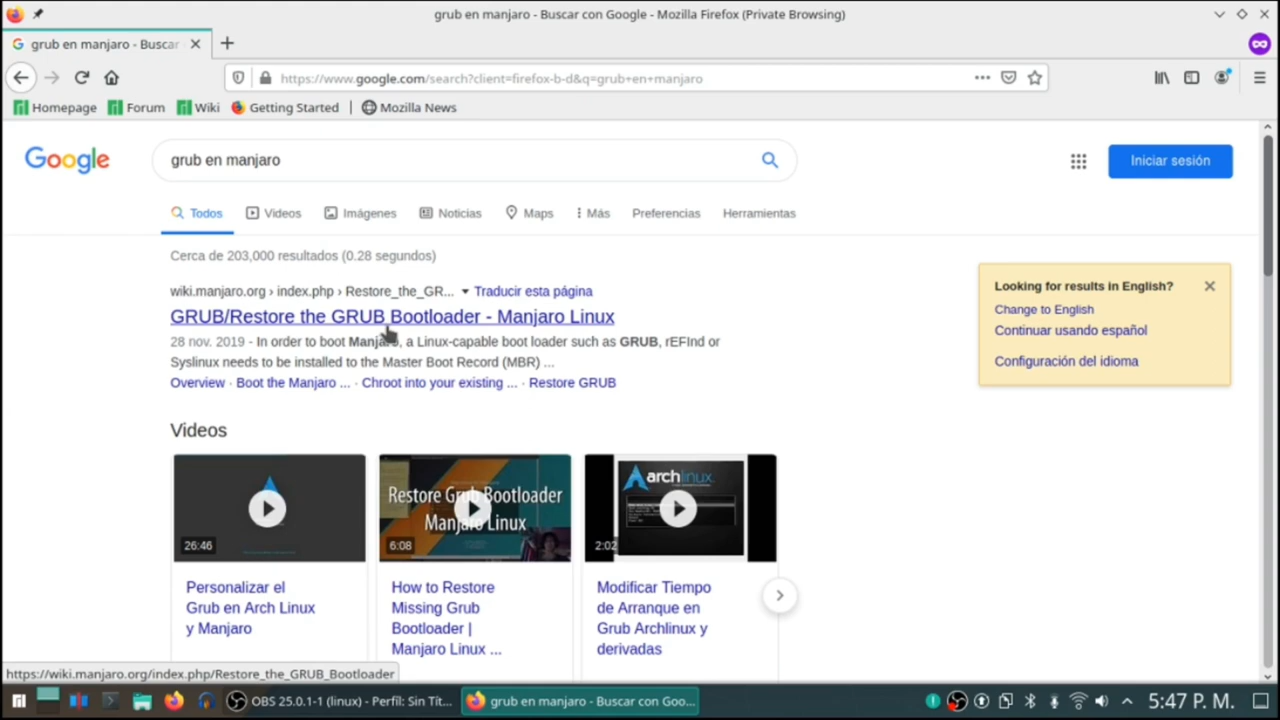 grub en manjaro - Buscar con Google - Mozilla Firefox (Private Browsing)
grub en manjaro - Buscar
https://www.google.com/search?client=firefox-b-d&q=grub+en+manjaro
Homepage Forum Wiki Getting Started Mozilla News
Google
grub en manjaro
Iniciar sesión
Todos Videos Imágenes Noticias Maps Más Preferencias Herramientas
Cerca de 203,000 resultados (0.28 segundos)
wiki.manjaro.org › index.php › Restore_the_GR... Traducir esta página
GRUB/Restore the GRUB Bootloader - Manjaro Linux
28 nov. 2019 - In order to boot Manjaro, a Linux-capable boot loader such as GRUB, rEFInd or
Syslinux needs to be installed to the Master Boot Record (MBR) ...
Overview · Boot the Manjaro ... · Chroot into your existing ... · Restore GRUB
Looking for results in English?
Change to English
Continuar usando español
Configuración del idioma
Videos
26:46
Restore Grub Bootloader
Manjaro Linux
6:08
archlinux
2:02
Personalizar el
Grub en Arch Linux
y Manjaro
How to Restore
Missing Grub
Bootloader |
Manjaro Linux ...
Modificar Tiempo
de Arranque en
Grub Archlinux y
derivadas
https://wiki.manjaro.org/index.php/Restore_the_GRUB_Bootloader
OBS 25.0.1-1 (linux) - Perfil: Sin Tít...
grub en manjaro - Buscar con Goo...
5:47 P. M.